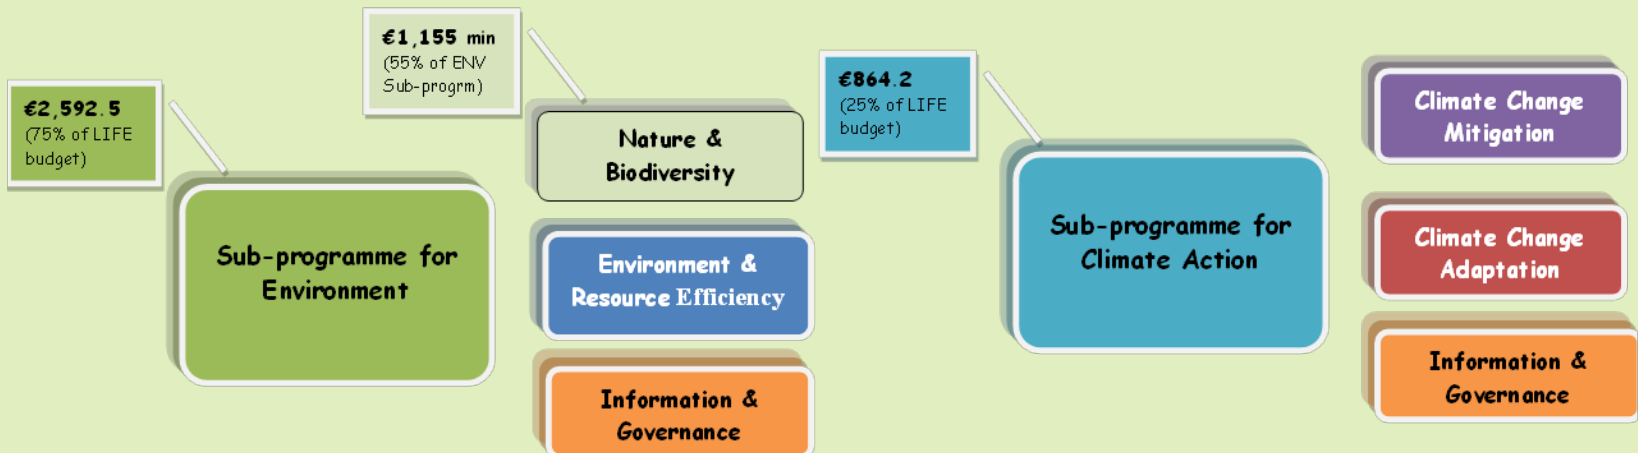 €2,592.5
(75% of LIFE
budget)
Sub-programme for
Environment
€1,155 min
(55% of ENV
Sub-progrm)
Nature &
Biodiversity
Environment &
Resource Efficiency
Information &
Governance
€864.2
(25% of LIFE
budget)
Sub-programme for
Climate Action
Climate Change
Mitigation
Climate Change
Adaptation
Information &
Governance